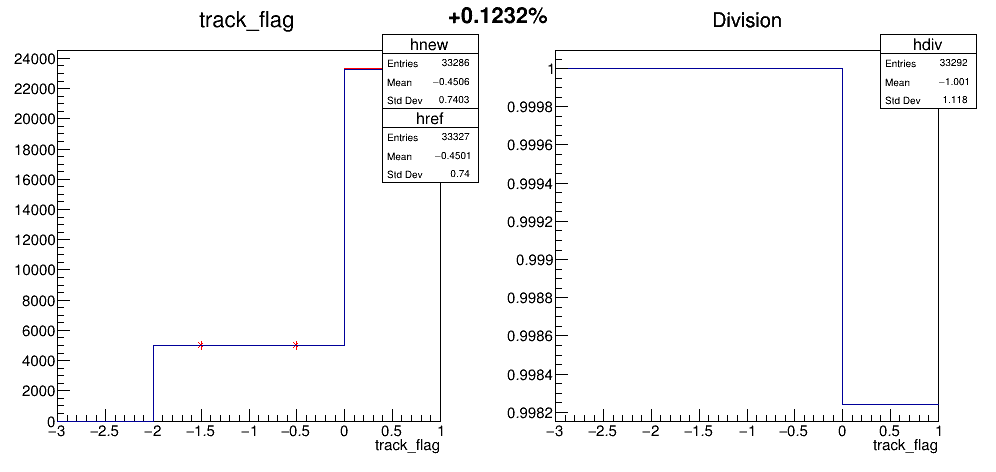 +0.1232%
track_flag
hnew
Entries 33286
Mean −0.4506
Std Dev 0.7403
href
Entries 33327
Mean −0.4501
Std Dev 0.74
24000
22000
20000
18000
16000
14000
12000
10000
8000
6000
4000
2000
0
−3 −2.5 −2 −1.5 −1 −0.5 0 0.5 1
track_flag
Division
hdiv
Entries 33292
Mean −1.001
Std Dev 1.118
1
0.9998
0.9996
0.9994
0.9992
0.999
0.9988
0.9986
0.9984
0.9982
−3 −2.5 −2 −1.5 −1 −0.5 0 0.5 1
track_flag